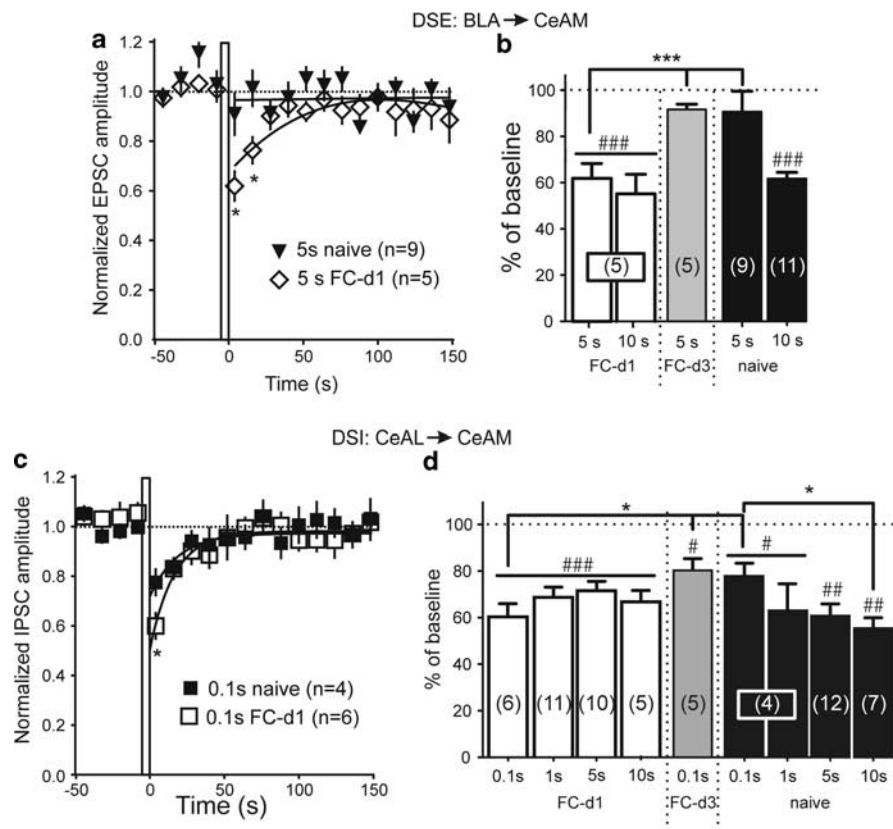 DSE: BLA → CeAM
a
Normalized EPSC amplitude
1.2
1.0
0.8
0.6
0.4
0.2
0.0
*
*
5s naive (n=9)
5 s FC-d1 (n=5)
-50
0
50
100
150
Time (s)
b
% of baseline
100
80
60
40
20
0
***
###
###
(5)
(5)
(9)
(11)
5 s
10 s
5 s
5 s
10 s
FC-d1
FC-d3
naive
DSI: CeAL → CeAM
c
Normalized IPSC amplitude
1.2
1.0
0.8
0.6
0.4
0.2
0.0
*
0.1s naive (n=4)
0.1s FC-d1 (n=6)
-50
0
50
100
150
Time (s)
d
% of baseline
100
80
60
40
20
0
*
*
###
#
#
##
##
(6)
(11)
(10)
(5)
(5)
(4)
(12)
(7)
0.1s
1s
5s
10s
0.1s
0.1s
1s
5s
10s
FC-d1
FC-d3
naive